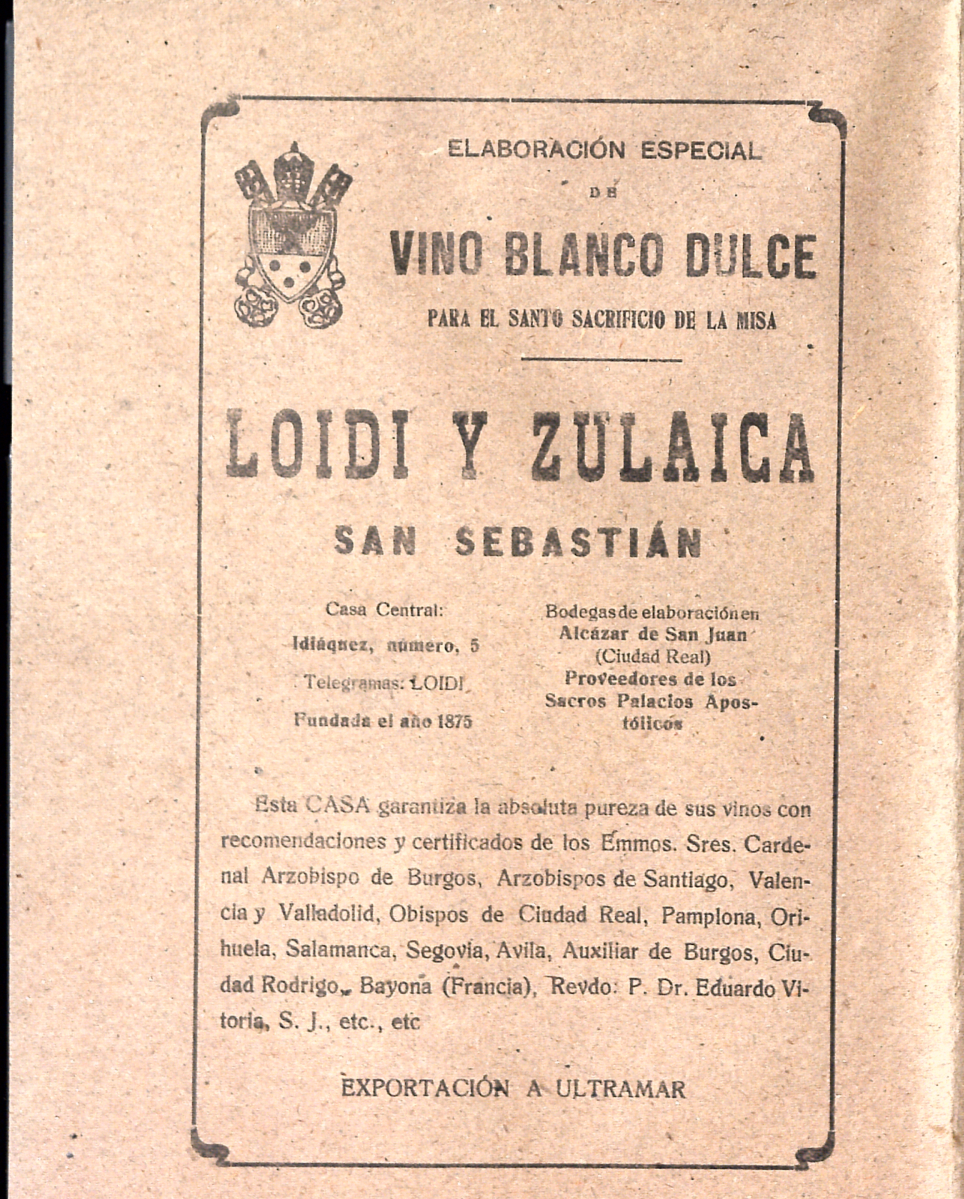 ELABORACIÓN ESPECIAL
DE
VINO BLANCO DULCE
PARA EL SANTO SACRIFICIO DE LA MISA
LOIDI Y ZULAICA
SAN SEBASTIÁN
Casa Central:
Idiáquez, número, 5
Telegramas: LOIDI
Fundada el año 1875
Bodegas de elaboración en
Alcázar de San Juan
(Ciudad Real)
Proveedores de los
Sacros Palacios Apos-
tólicos
Esta CASA garantiza la absoluta pureza de sus vinos con
recomendaciones y certificados de los Emmos. Sres. Carde-
nal Arzobispo de Burgos, Arzobispos de Santiago, Valen-
cia y Valladolid, Obispos de Ciudad Real, Pamplona, Ori-
huela, Salamanca, Segovia, Avila, Auxiliar de Burgos, Ciu-
dad Rodrigo, Bayona (Francia), Revdo. P. Dr. Eduardo Vi-
toria, S. J., etc., etc
EXPORTACIÓN A ULTRAMAR